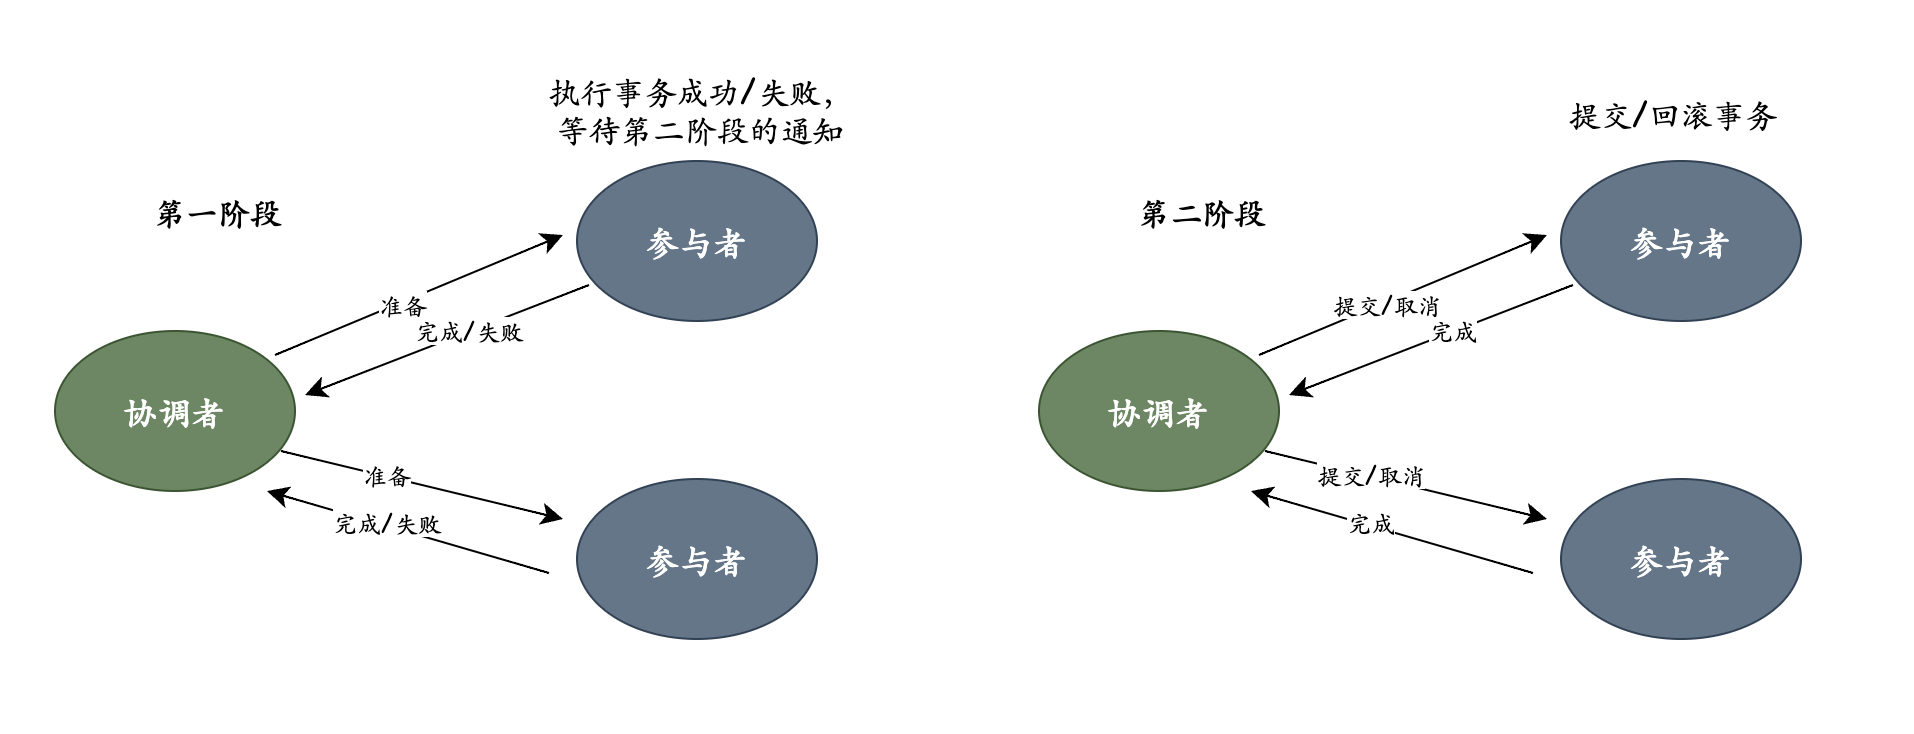 执行事务成功/失败，
等待第二阶段的通知
第一阶段
参与者
准备
完成/失败
协调者
准备
完成/失败
参与者
提交/回滚事务
第二阶段
参与者
提交/取消
完成
协调者
提交/取消
完成
参与者